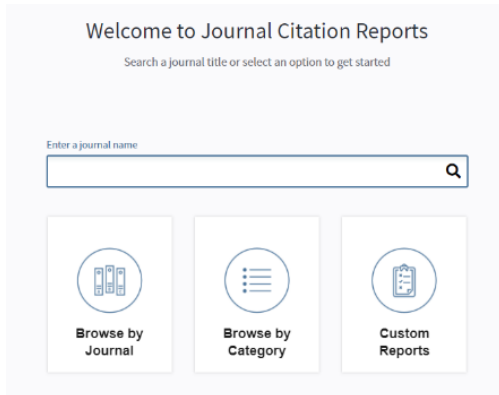 Welcome to Journal Citation Reports
Search a journal title or select an option to get started
Enter a journal name
Browse by
Journal
Browse by
Category
Custom
Reports